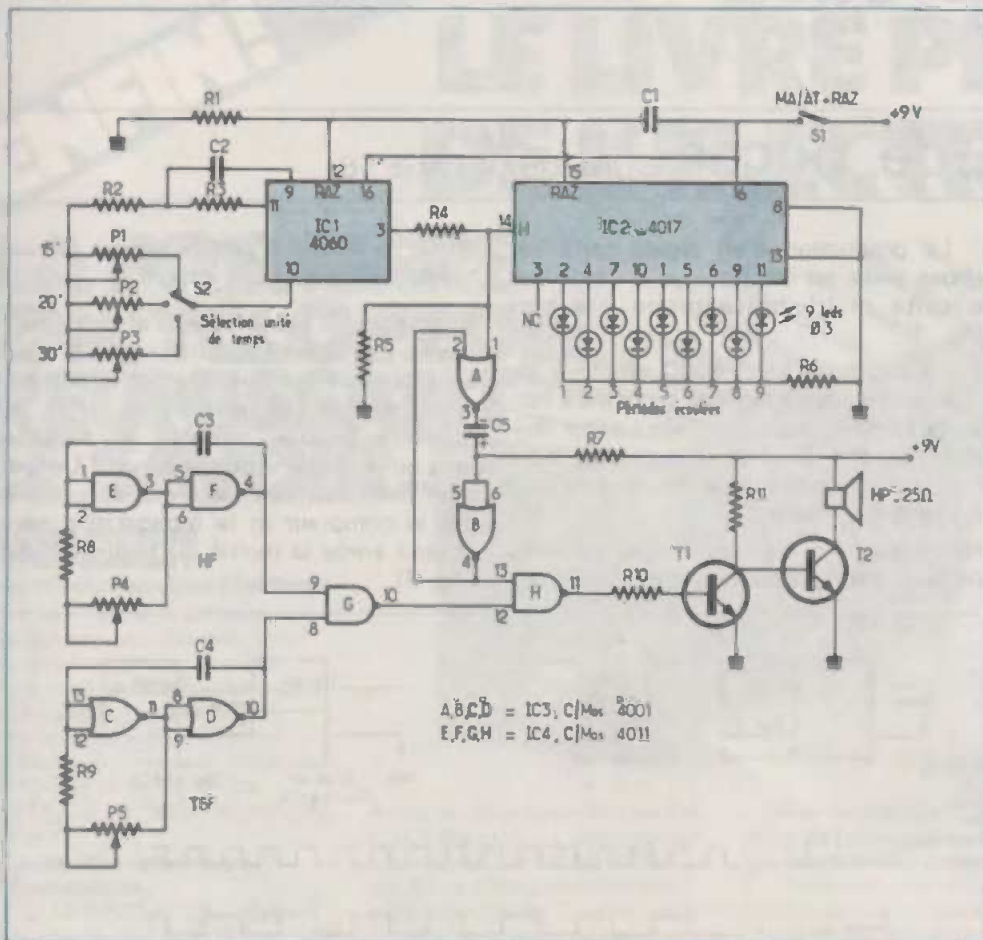 R1
C1
MA/AT+RAZ
+9V
S1
C2
12
15
9
RAZ
16
RAZ
16
R2
R3
11
IC1
4060
3
R4
14
H
IC2
4017
8
13
10
15'
P1
20'
P2
S2
30'
P3
Sélection unité
de temps
3
2
4
7
10
1
5
6
9
11
NC
9 leds
Ø 3
R5
R6
1
2
3
4
5
6
7
8
9
Périodes écoulées
2
1
A
3
C5
+
R7
+9V
C3
1
2
E
3
5
6
F
4
5
6
B
4
R11
HP_25Ω
R8
HF
P4
9
8
G
10
13
12
H
11
R10
T1
T2
C4
13
12
C
11
8
9
D
10
R9
P5
TBF
A,B,C,D = IC3, C/Mos 4001
E,F,G,H = IC4, C/Mos 4011